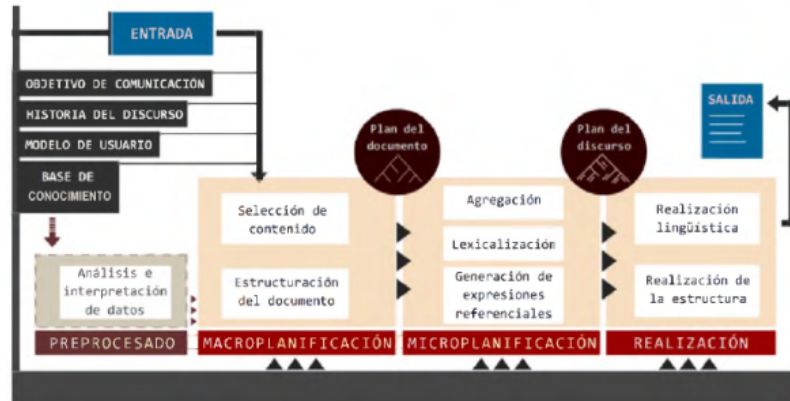 ENTRADA
OBJETIVO DE COMUNICACIÓN
HISTORIA DEL DISCURSO
MODELO DE USUARIO
BASE DE
CONOCIMIENTO
Plan del
documento
Plan del
discurso
SALIDA
Análisis e
interpretación
de datos
PREPROCESADO
Selección de
contenido
Estructuración
del documento
MACROPLANIFICACIÓN
Agregación
Lexicalización
Generación de
expresiones
referenciales
MICROPLANIFICACIÓN
Realización
lingüística
Realización de
la estructura
REALIZACIÓN